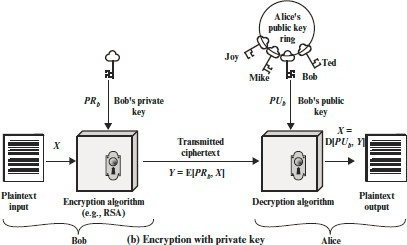 Alice's
public key
ring
Joy
Mike
Bob
Ted
PRb
Bob's private
key
PUb
Bob's public
key
X
Transmitted
ciphertext
Y = E[PRb, X]
X =
D[PUb, Y]
Plaintext
input
Encryption algorithm
(e.g., RSA)
Decryption algorithm
Plaintext
output
Bob
(b) Encryption with private key
Alice